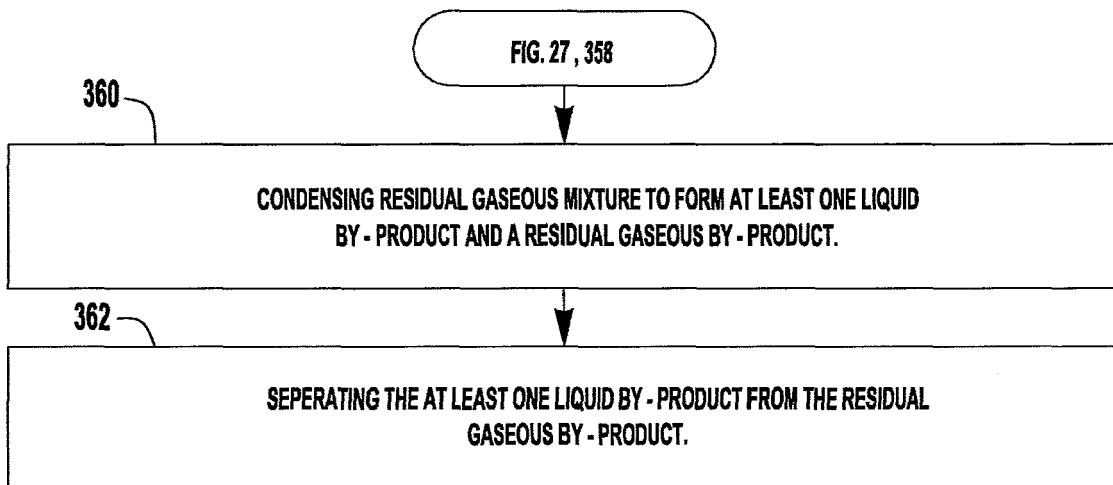 FIG. 27 , 358
360
CONDENSING RESIDUAL GASEOUS MIXTURE TO FORM AT LEAST ONE LIQUID
BY - PRODUCT AND A RESIDUAL GASEOUS BY - PRODUCT.
362
SEPERATING THE AT LEAST ONE LIQUID BY - PRODUCT FROM THE RESIDUAL
GASEOUS BY - PRODUCT.